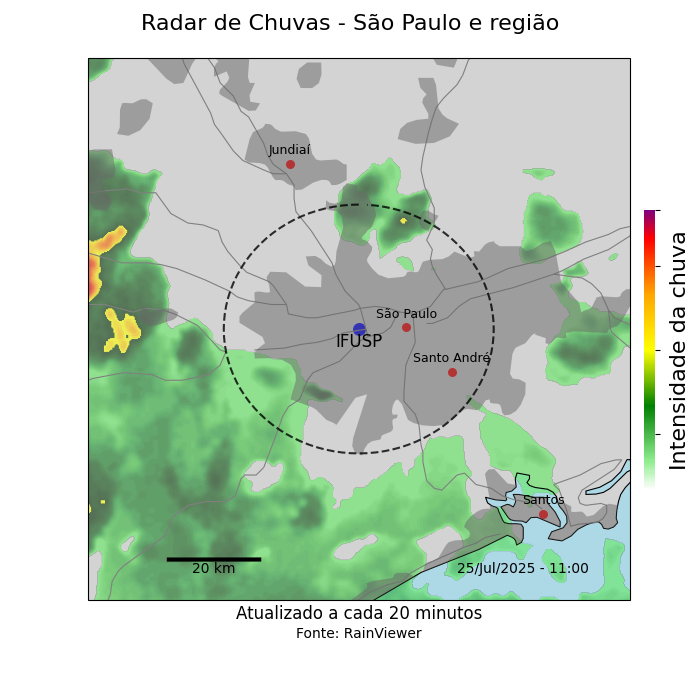 Radar de Chuvas - São Paulo e região
Jundiaí
São Paulo
IFUSP
Santo André
Santos
20 km
25/Jul/2025 - 11:00
Intensidade da chuva
Atualizado a cada 20 minutos
Fonte: RainViewer